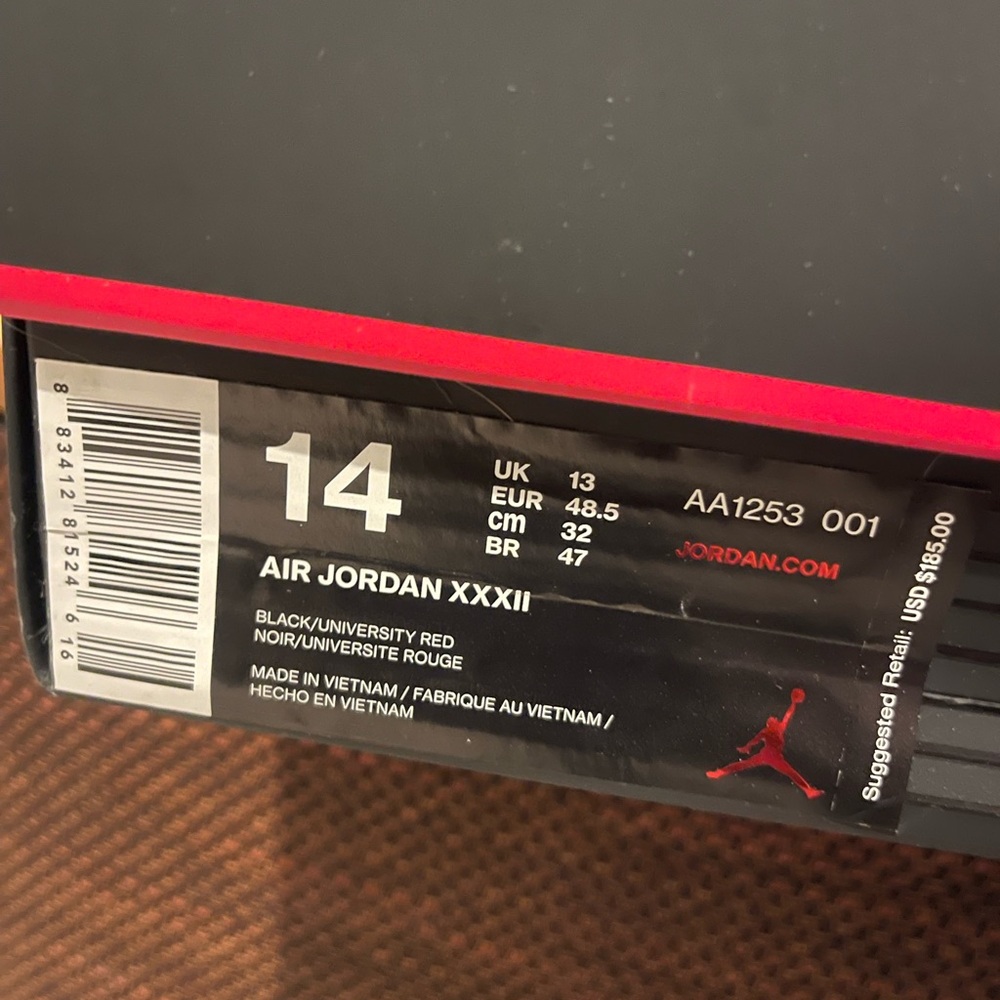 8 83412 81524 6 16
14
UK 13
EUR 48.5
cm 32
BR 47
AA1253 001
JORDAN.COM
AIR JORDAN XXXII
BLACK/UNIVERSITY RED
NOIR/UNIVERSITE ROUGE
MADE IN VIETNAM / FABRIQUE AU VIETNAM /
HECHO EN VIETNAM
Suggested Retail: USD $185.00